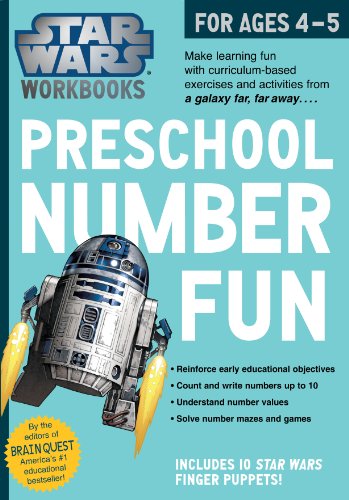 STAR
WARS®
WORKBOOKS
FOR AGES 4–5
Make learning fun
with curriculum-based
exercises and activities from
a galaxy far, far away. . . .
PRESCHOOL
NUMBER
FUN
• Reinforce early educational objectives
• Count and write numbers up to 10
• Understand number values
• Solve number mazes and games
By the
editors of
BRAIN QUEST
America's #1
educational
bestseller!
INCLUDES 10 STAR WARS
FINGER PUPPETS!